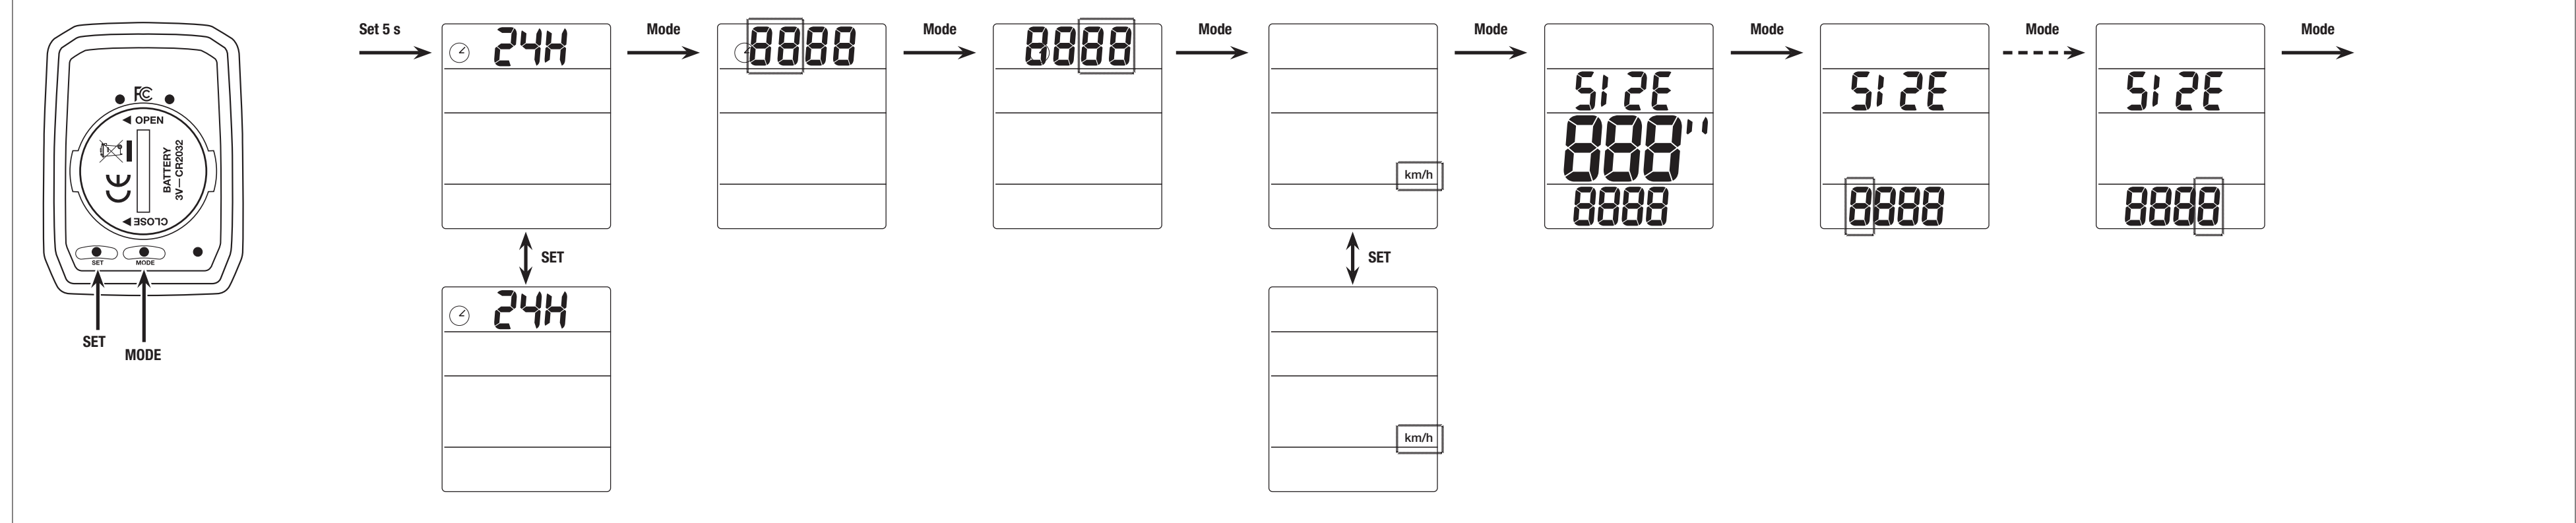 FC
OPEN
BATTERY
3V—CR2032
CE
CLOSE
SET
MODE
SET
MODE
Set 5 s
24H
SET
24H
Mode
8888
Mode
8888
Mode
km/h
SET
km/h
Mode
SIZE
888"
8888
Mode
SIZE
8888
Mode
SIZE
8888
Mode